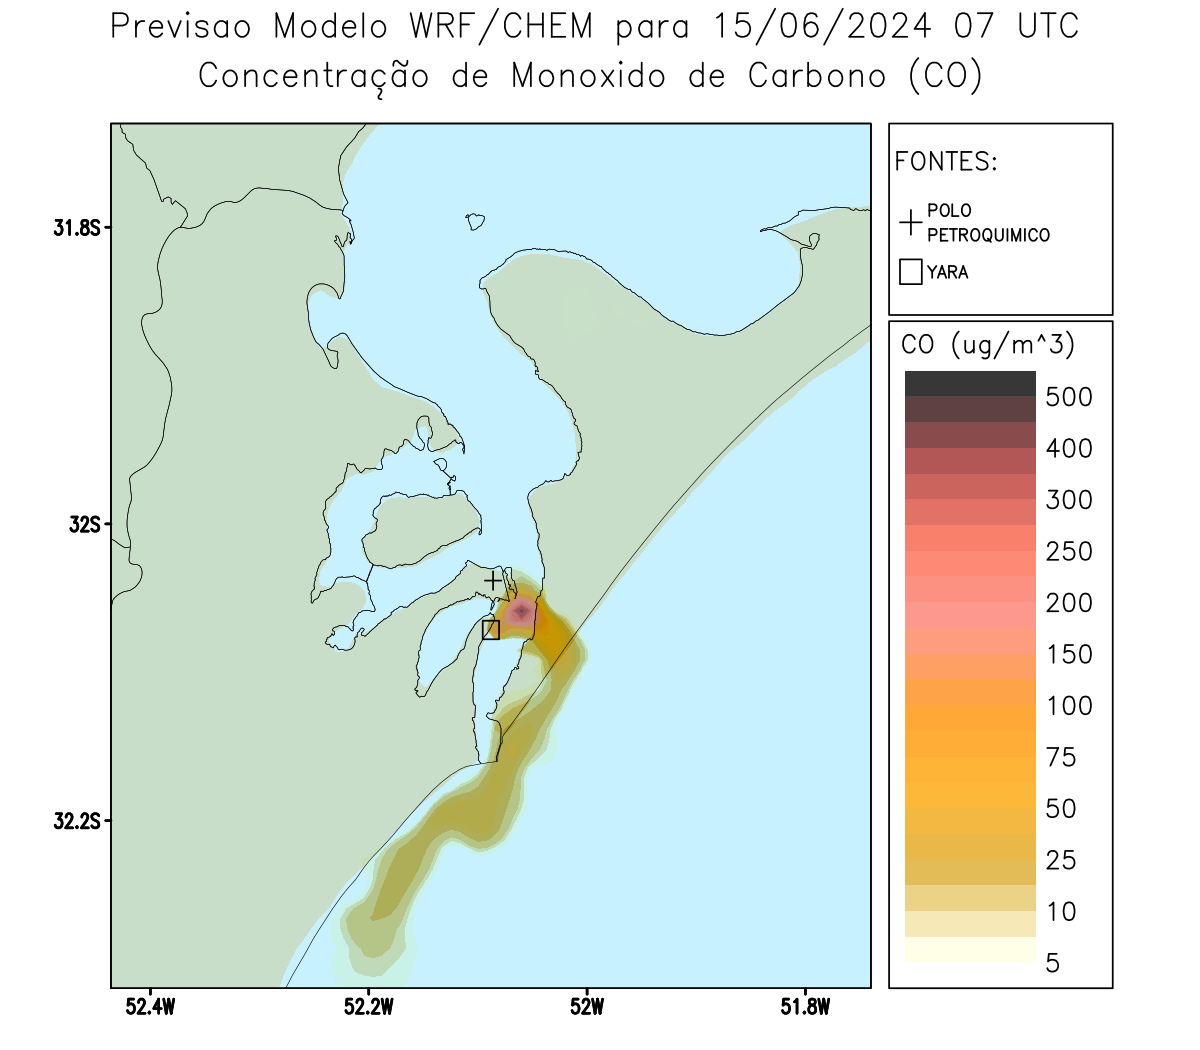 Previsao Modelo WRF/CHEM para 15/06/2024 07 UTC
Concentração de Monoxido de Carbono (CO)
FONTES:
POLO
PETROQUIMICO
YARA
31.8S
32S
32.2S
52.4W
52.2W
52W
51.8W
CO (ug/m^3)
500
400
300
250
200
150
100
75
50
25
10
5